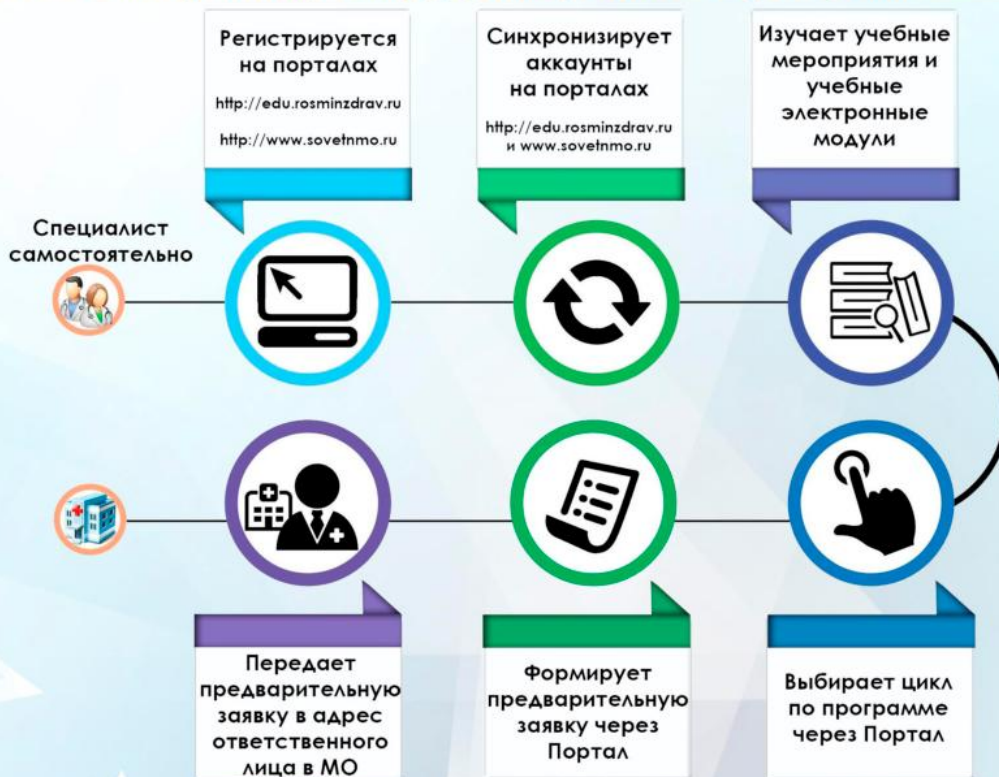 Регистрируется
на порталах
http://edu.rosminzdrav.ru
http://www.sovetnmo.ru
Синхронизирует
аккаунты
на порталах
http://edu.rosminzdrav.ru
и www.sovetnmo.ru
Изучает учебные
мероприятия и
учебные
электронные
модули
Специалист
самостоятельно
Передает
предварительную
заявку в адрес
ответственного
лица в МО
Формирует
предварительную
заявку через
Портал
Выбирает цикл
по программе
через Портал